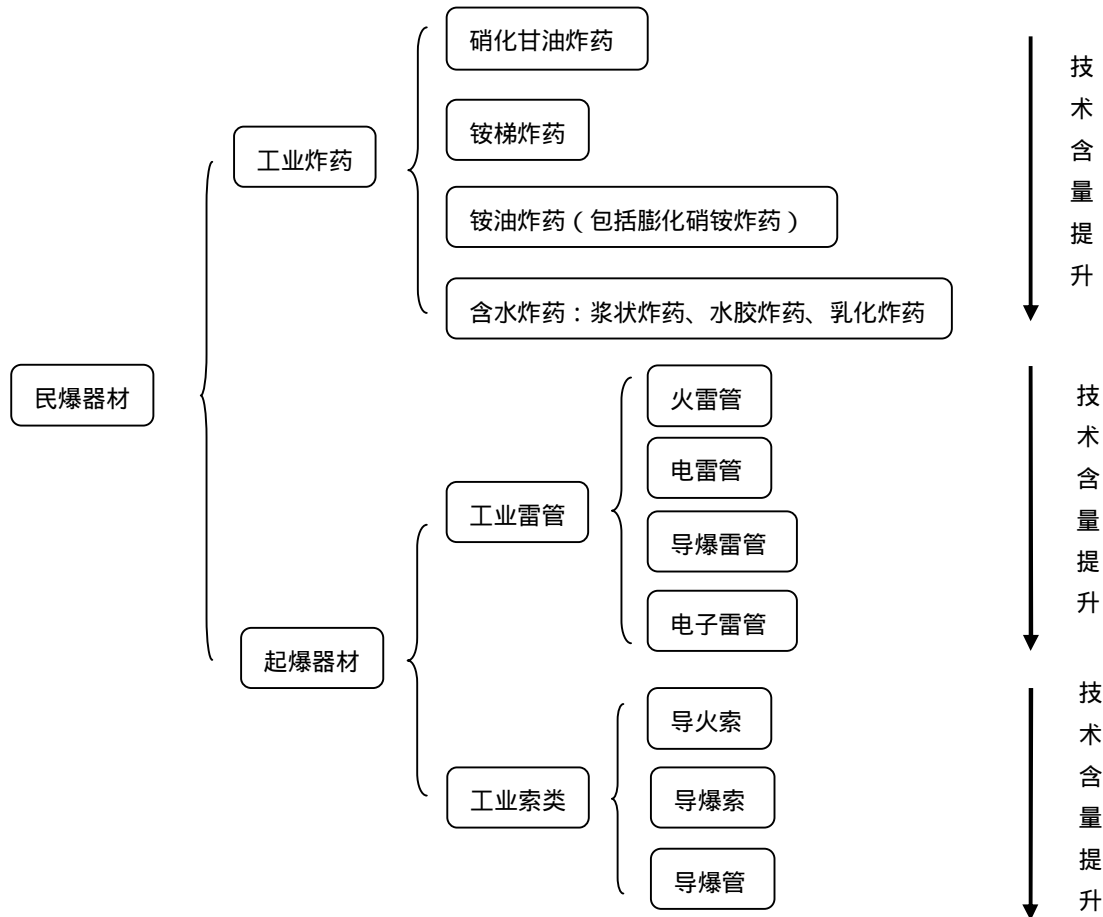 硝化甘油炸药
铵梯炸药
工业炸药
铵油炸药（包括膨化硝铵炸药）
含水炸药：浆状炸药、水胶炸药、乳化炸药
技
术
含
量
提
升
民爆器材
火雷管
电雷管
工业雷管
导爆雷管
电子雷管
技
术
含
量
提
升
起爆器材
导火索
工业索类
导爆索
导爆管
技
术
含
量
提
升